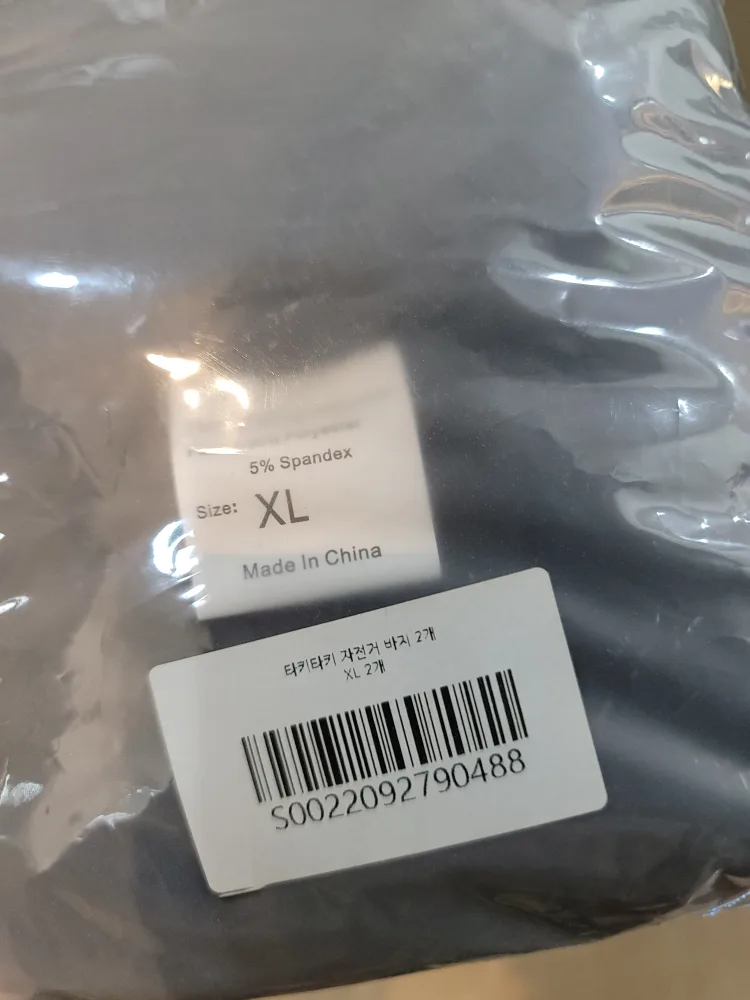 5% Spandex
Size: XL
Made In China
타키타키 자전거 바지 2개
XL 2개
S0022092790488